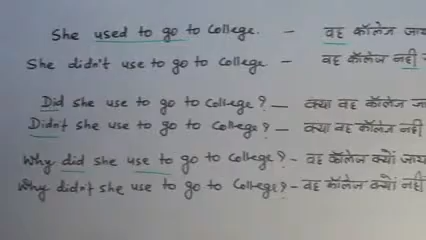 She used to go to College. – वह कॉलेज
She didn't use to go to College – वह कॉलेज नही
Did she use to go to College? – क्या वह कॉलेज
Didn't she use to go to College? – क्या वह कॉलेज नही
Why did she use to go to College? – वह कॉलेज क्यों
Why didn't she use to go to College? – वह कॉलेज क्यों नही